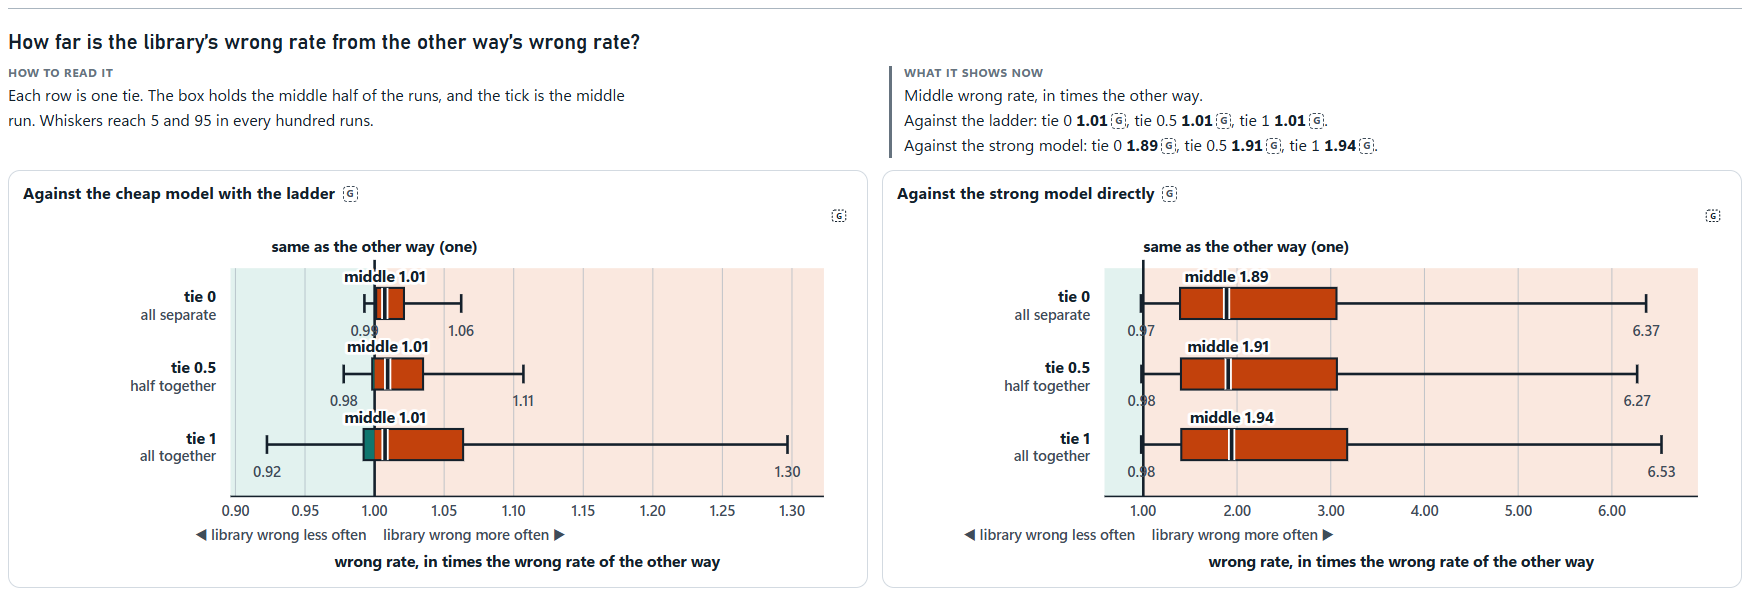 How far is the library's wrong rate from the other way's wrong rate?
HOW TO READ IT
Each row is one tie. The box holds the middle half of the runs, and the tick is the middle
run. Whiskers reach 5 and 95 in every hundred runs.
WHAT IT SHOWS NOW
Middle wrong rate, in times the other way.
Against the ladder: tie 0 1.01 G, tie 0.5 1.01 G, tie 1 1.01 G.
Against the strong model: tie 0 1.89 G, tie 0.5 1.91 G, tie 1 1.94 G.
Against the cheap model with the ladder G
G
same as the other way (one)
middle 1.01
tie 0
all separate
0.99 1.06
middle 1.01
tie 0.5
half together
0.98 1.11
middle 1.01
tie 1
all together
0.92 1.30
0.90 0.95 1.00 1.05 1.10 1.15 1.20 1.25 1.30
◀ library wrong less often library wrong more often ▶
wrong rate, in times the wrong rate of the other way
Against the strong model directly G
G
same as the other way (one)
middle 1.89
tie 0
all separate
0.97 6.37
middle 1.91
tie 0.5
half together
0.98 6.27
middle 1.94
tie 1
all together
0.98 6.53
1.00 2.00 3.00 4.00 5.00 6.00
◀ library wrong less often library wrong more often ▶
wrong rate, in times the wrong rate of the other way